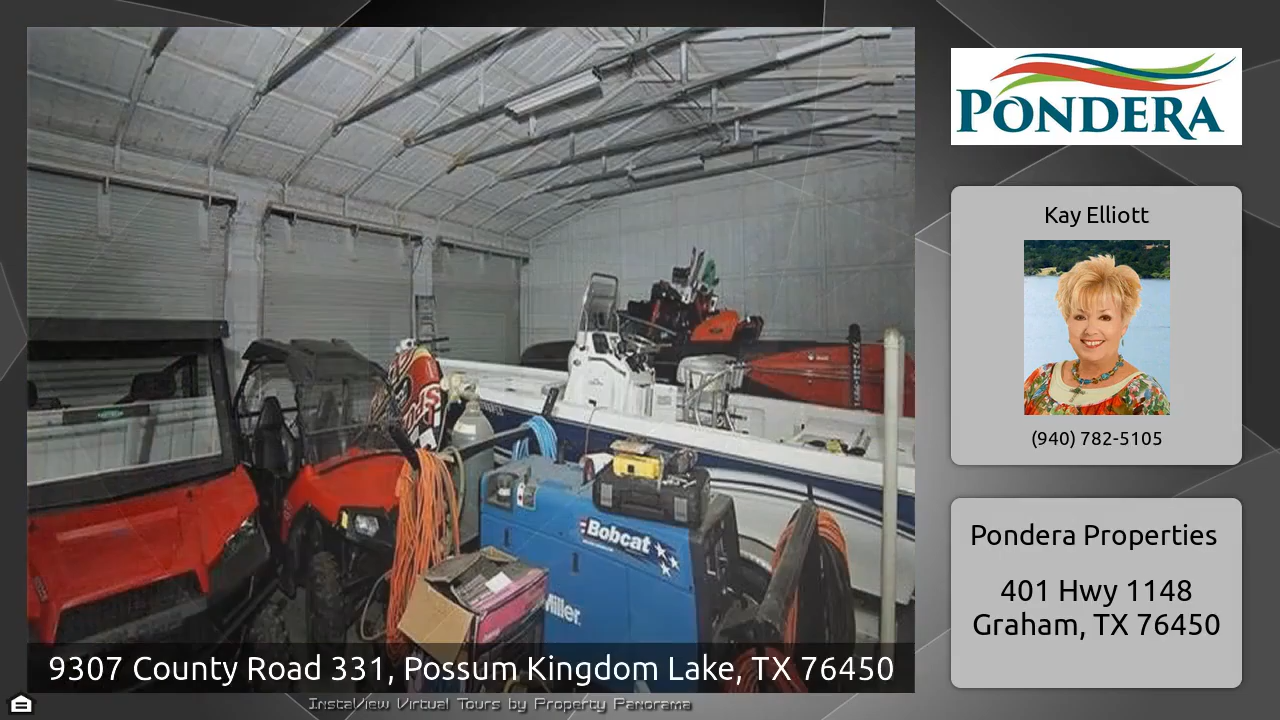 PONDERA
Kay Elliott
(940) 782-5105
Pondera Properties
401 Hwy 1148
Graham, TX 76450
Bobcat
Miller.
9307 County Road 331, Possum Kingdom Lake, TX 76450
InstaView Virtual Tours by Property Panorama